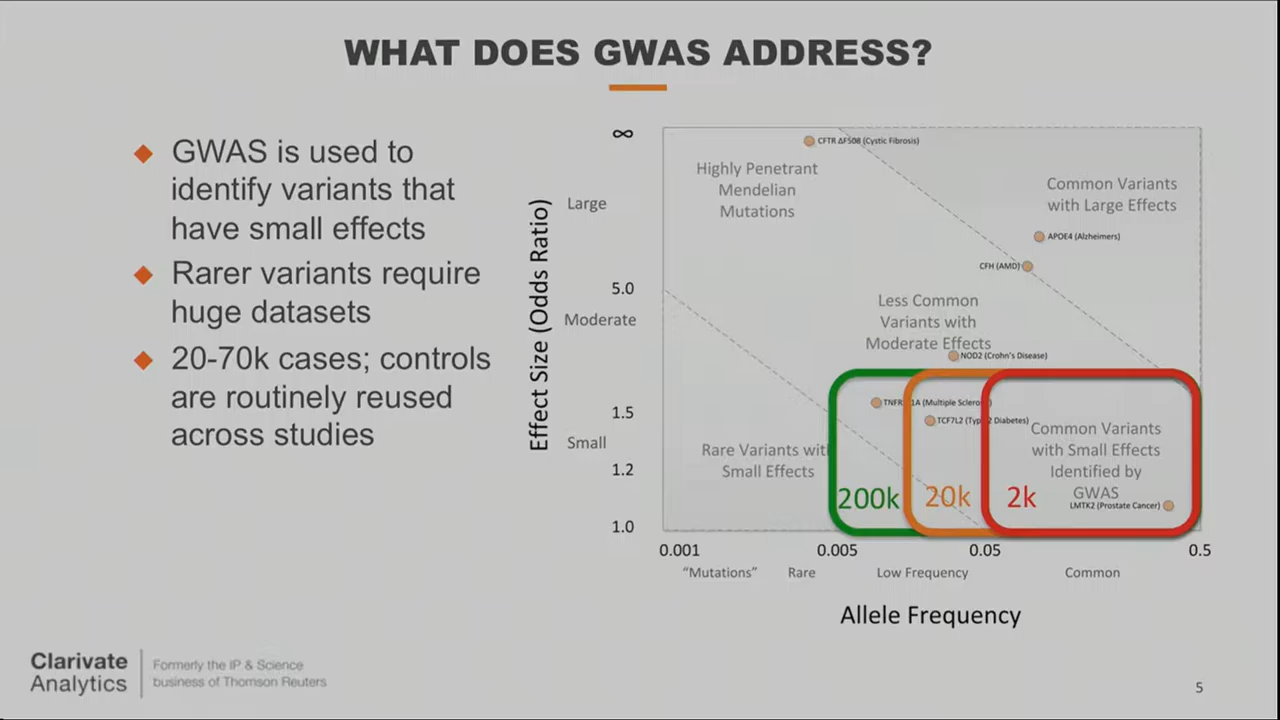 WHAT DOES GWAS ADDRESS?
GWAS is used to
identify variants that
have small effects
Rarer variants require
huge datasets
20-70k cases; controls
are routinely reused
across studies
Effect Size (Odds Ratio)
∞
Large
5.0
Moderate
1.5
Small
1.2
1.0
CFTR ΔF508 (Cystic Fibrosis)
Highly Penetrant
Mendelian
Mutations
Common Variants
with Large Effects
APOE4 (Alzheimers)
CFH (AMD)
Less Common
Variants with
Moderate Effects
NOD2 (Crohn's Disease)
(Multiple
TCF7L2 Diabetes)
Rare Variants
Small Effects
Common Variants
with Small Effects
Identified by
GWAS
LMTK2 (Prostate Cancer)
200k
20k
2k
0.001
0.005
0.05
0.5
"Mutations"
Rare
Low Frequency
Common
Allele Frequency
Clarivate
Analytics
Formerly the IP & Science
business of Thomson Reuters
5